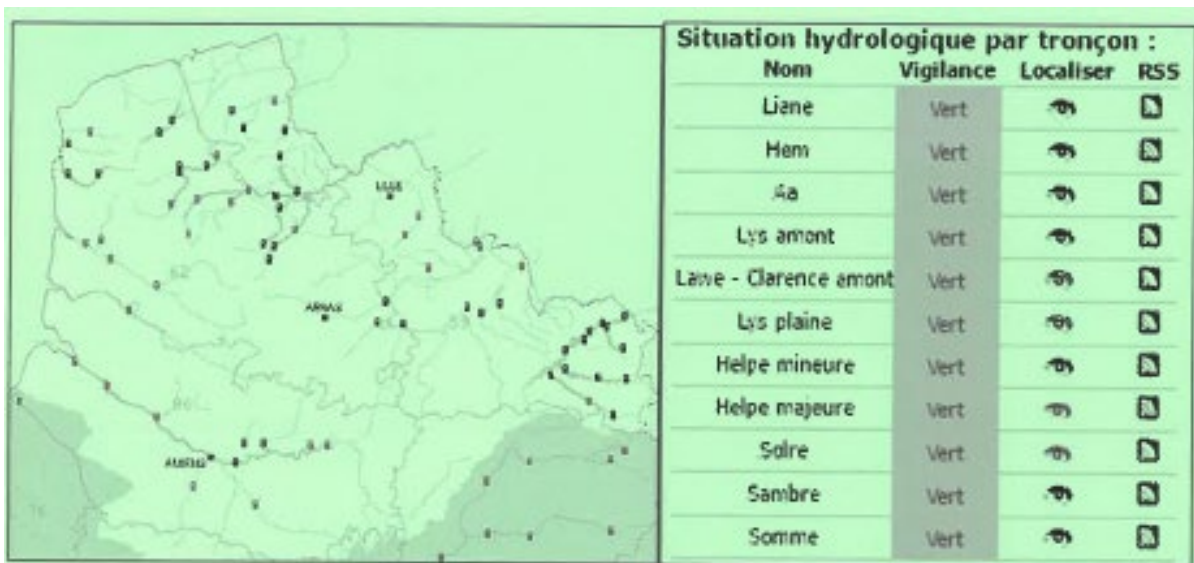 LILLE
62
ARRAS
59
AMIENS
Situation hydrologique par tronçon :
Nom Vigilance Localiser RSS
Liane Vert
Hem Vert
Aa Vert
Lys amont Vert
Lawe - Clarence amont Vert
Lys plaine Vert
Helpe mineure Vert
Helpe majeure Vert
Solre Vert
Sambre Vert
Somme Vert